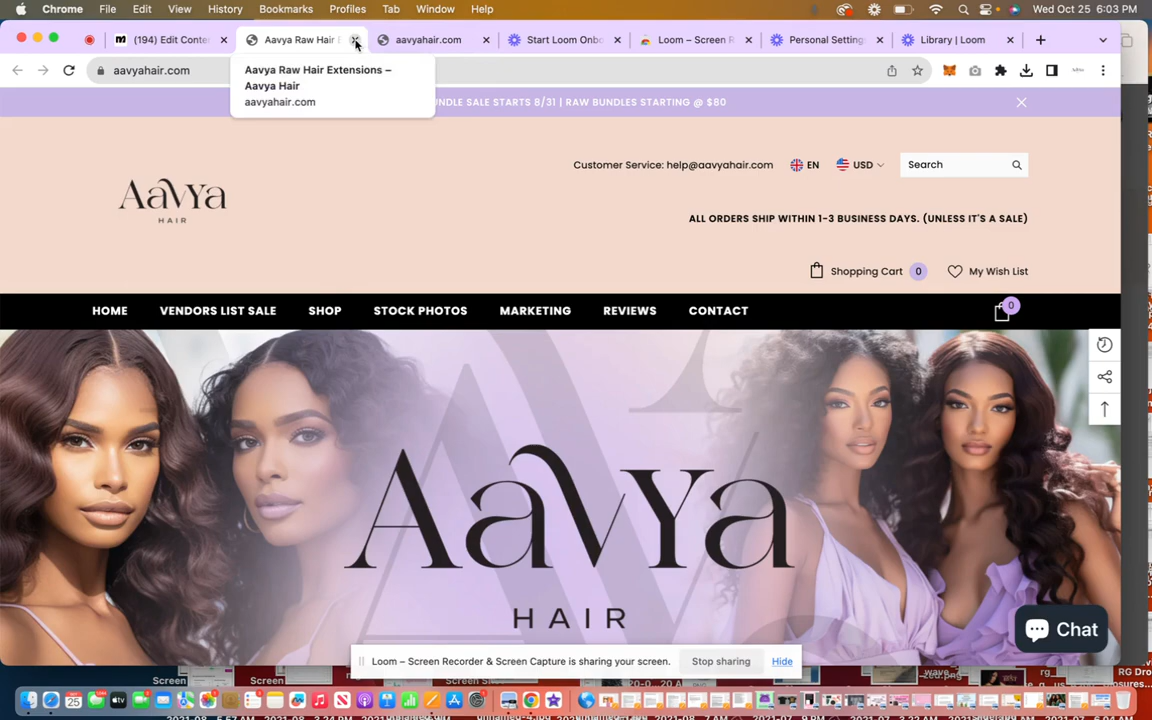 Chrome File Edit View History Bookmarks Profiles Tab Window Help Wed Oct 25 6:03 PM
(194) Edit Conte Aavya Raw Hair E aavyahair.com Start Loom Onbo Loom – Screen R Personal Setting Library | Loom
aavyahair.com
Aavya Raw Hair Extensions –
Aavya Hair
aavyahair.com
UNDLE SALE STARTS 8/31 | RAW BUNDLES STARTING @ $80
Customer Service: help@aavyahair.com EN USD Search
AaVya
HAIR
ALL ORDERS SHIP WITHIN 1-3 BUSINESS DAYS. (UNLESS IT'S A SALE)
Shopping Cart 0 My Wish List
HOME VENDORS LIST SALE SHOP STOCK PHOTOS MARKETING REVIEWS CONTACT 0
AaVya
HAIR
Chat
Loom – Screen Recorder & Screen Capture is sharing your screen. Stop sharing Hide